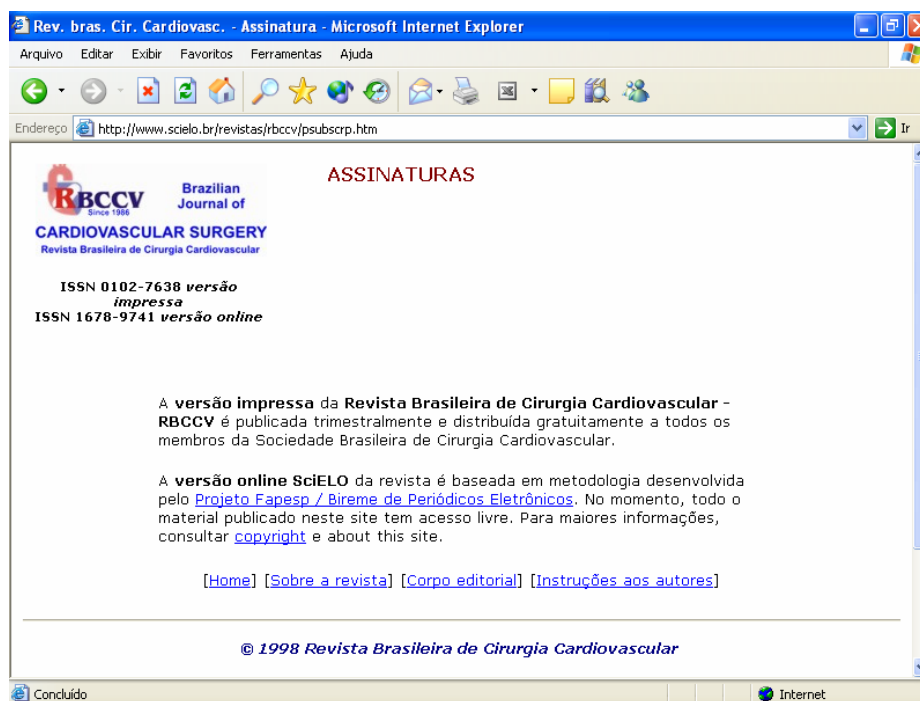 Rev. bras. Cir. Cardiovasc. - Assinatura - Microsoft Internet Explorer
Arquivo Editar Exibir Favoritos Ferramentas Ajuda
Endereço http://www.scielo.br/revistas/rbccv/psubscrp.htm Ir
ASSINATURAS
RBCCV
Since 1986
Brazilian
Journal of
CARDIOVASCULAR SURGERY
Revista Brasileira de Cirurgia Cardiovascular
ISSN 0102-7638 versão
impressa
ISSN 1678-9741 versão online
A versão impressa da Revista Brasileira de Cirurgia Cardiovascular -
RBCCV é publicada trimestralmente e distribuída gratuitamente a todos os
membros da Sociedade Brasileira de Cirurgia Cardiovascular.
A versão online SciELO da revista é baseada em metodologia desenvolvida
pelo Projeto Fapesp / Bireme de Periódicos Eletrônicos. No momento, todo o
material publicado neste site tem acesso livre. Para maiores informações,
consultar copyright e about this site.
[Home] [Sobre a revista] [Corpo editorial] [Instruções aos autores]
© 1998 Revista Brasileira de Cirurgia Cardiovascular
Concluído Internet